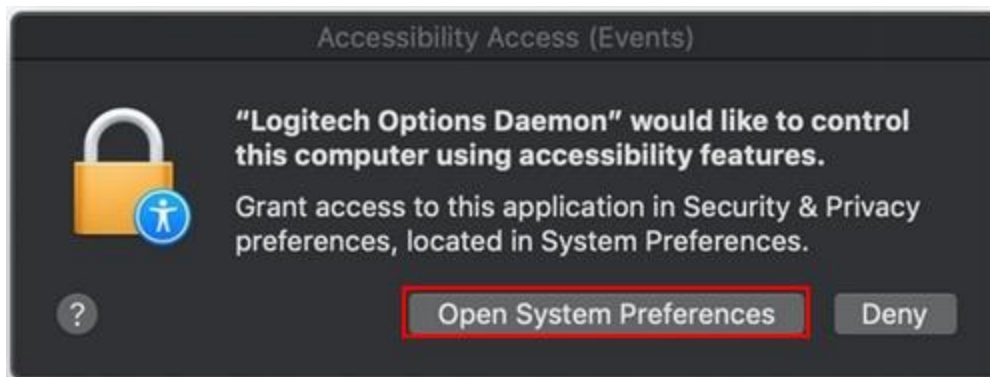 Accessibility Access (Events)
“Logitech Options Daemon” would like to control
this computer using accessibility features.
Grant access to this application in Security & Privacy
preferences, located in System Preferences.
? Open System Preferences Deny